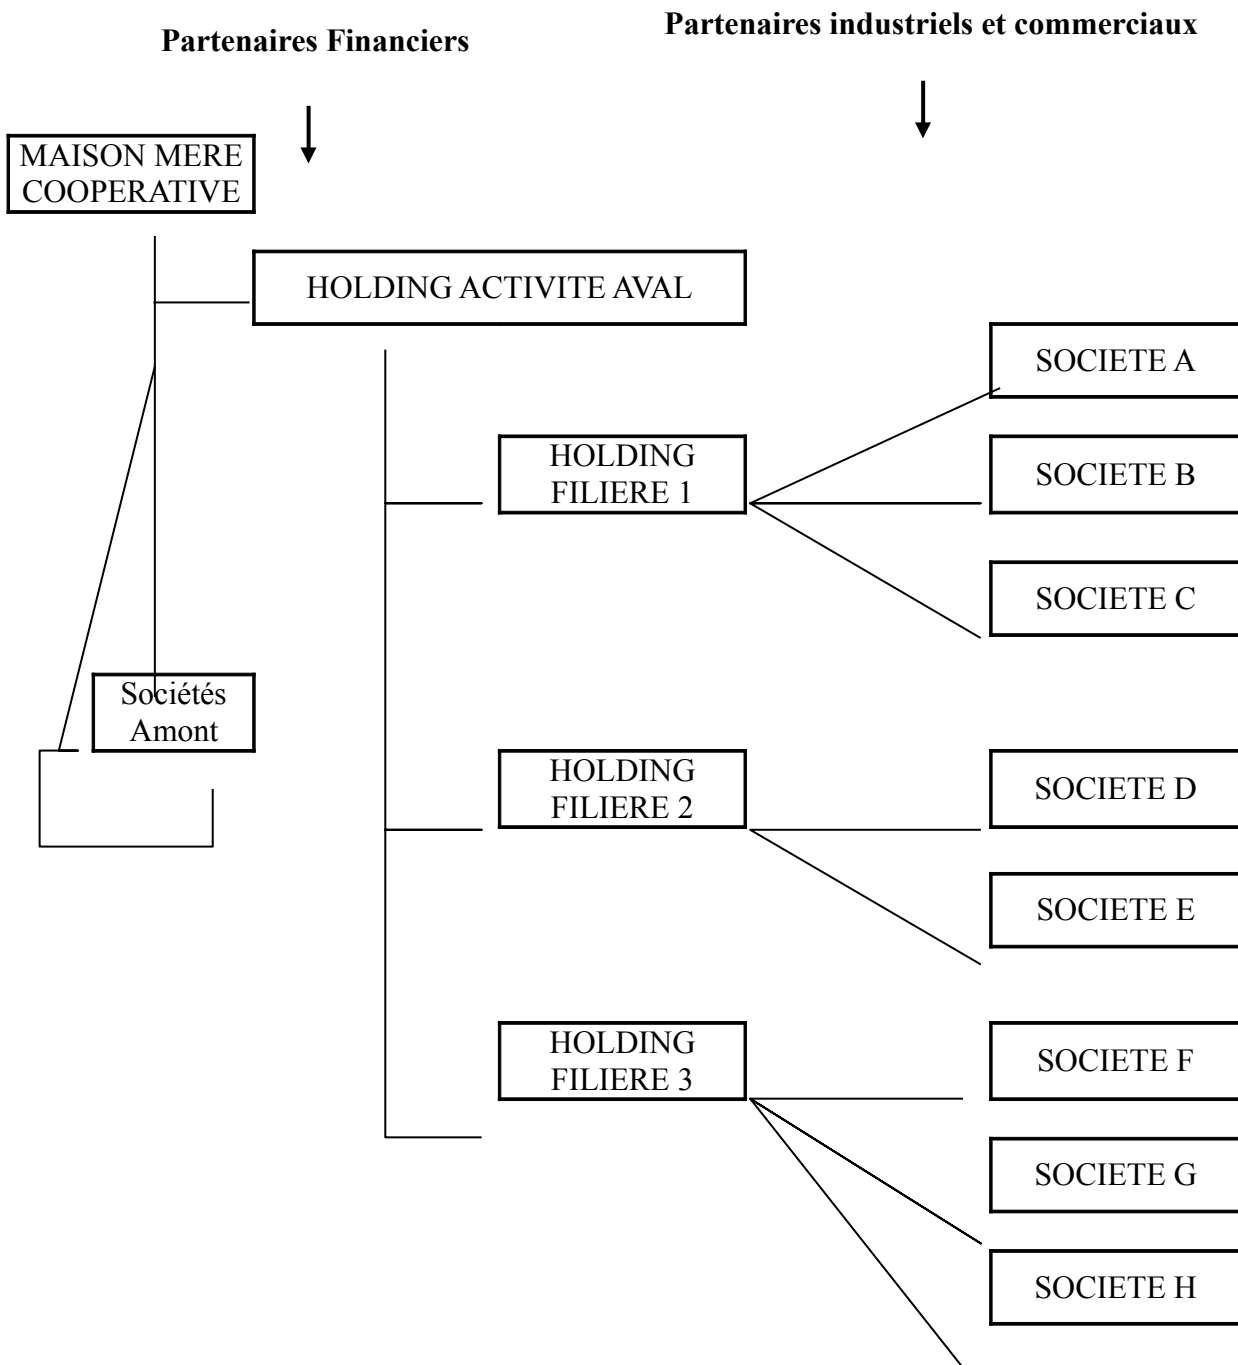 Partenaires Financiers
Partenaires industriels et commerciaux
MAISON MERE
COOPERATIVE
HOLDING ACTIVITE AVAL
SOCIETE A
HOLDING
FILIERE 1
SOCIETE B
SOCIETE C
Sociétés
Amont
HOLDING
FILIERE 2
SOCIETE D
SOCIETE E
HOLDING
FILIERE 3
SOCIETE F
SOCIETE G
SOCIETE H